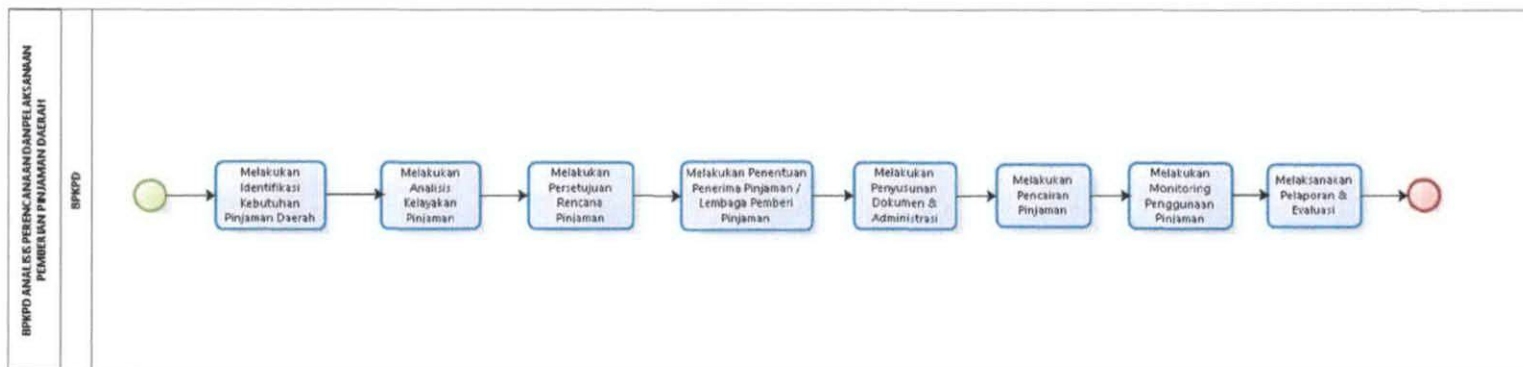 BPKPD ANALISIS PERENCANAAN DAN PELAKSANAAN
PEMBERIAN PINJAMAN DAERAH
BPKPD
Melakukan
Identifikasi
Kebutuhan
Pinjaman Daerah
Melakukan
Analisis
Kelayakan
Pinjaman
Melakukan
Persetujuan
Rencana
Pinjaman
Melakukan Penentuan
Penerima Pinjaman /
Lembaga Pemberi
Pinjaman
Melakukan
Penyusunan
Dokumen &
Administrasi
Melakukan
Pencairan
Pinjaman
Melakukan
Monitoring
Penggunaan
Pinjaman
Melaksanakan
Pelaporan &
Evaluasi